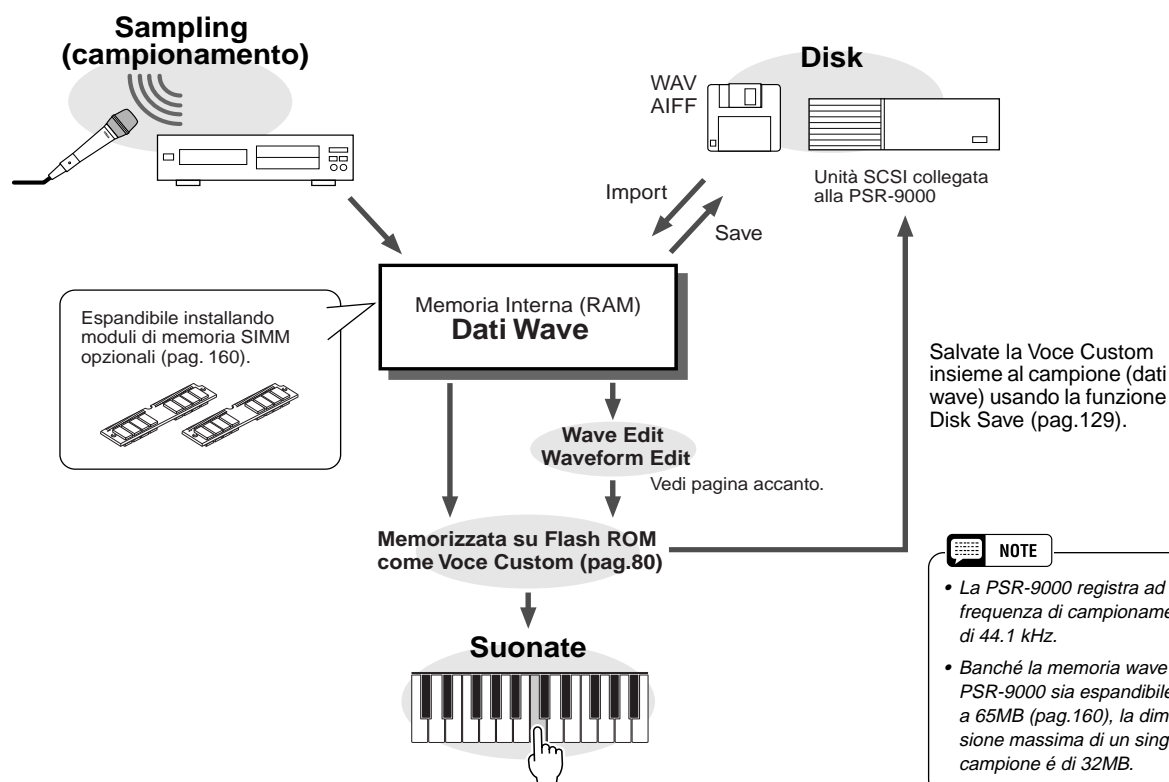 Sampling
(campionamento)
Disk
WAV
AIFF
Unità SCSI collegata
alla PSR-9000
Import
Save
Memoria Interna (RAM)
Dati Wave
Espandibile installando
moduli di memoria SIMM
opzionali (pag. 160).
Salvate la Voce Custom
insieme al campione (dati
wave) usando la funzione
Disk Save (pag.129).
Wave Edit
Waveform Edit
Vedi pagina accanto.
Memorizzata su Flash ROM
come Voce Custom (pag.80)
Suonate
NOTE
• La PSR-9000 registra ad
frequenza di campioname
di 44.1 kHz.
• Banché la memoria wave
PSR-9000 sia espandibile
a 65MB (pag.160), la dim
sione massima di un sing
campione é di 32MB.